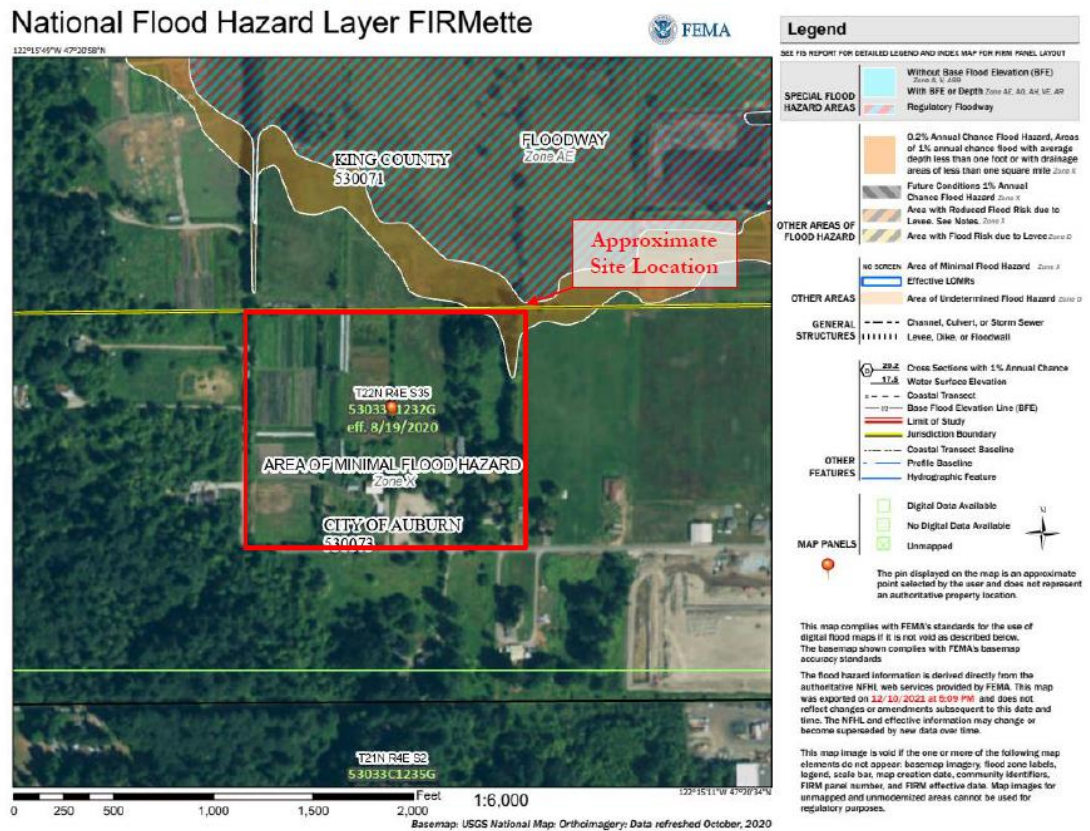 National Flood Hazard Layer FIRMette
FEMA
122°15'49"W 47°20'58"N
KING COUNTY
530071
FLOODWAY
Zone AE
Approximate
Site Location
T22N R4E S35
eff. 8/19/2020
AREA OF MINIMAL FLOOD HAZARD
Zone X
CITY OF AUBURN
530073
T21N R4E S2
53033C1235G
0 250 500 1,000 1,500 2,000 Feet 1:6,000
122°15'11"W 47°20'34"N
Basemap: USGS National Map: Orthoimagery: Data refreshed October, 2020
Legend
SEE FIS REPORT FOR DETAILED LEGEND AND INDEX MAP FOR FIRM PANEL LAYOUT
SPECIAL FLOOD
HAZARD AREAS
Without Base Flood Elevation (BFE)
Zone A, V, A99
With BFE or Depth Zone AE, AO, AH, VE, AR
Regulatory Floodway
OTHER AREAS OF
FLOOD HAZARD
0.2% Annual Chance Flood Hazard, Areas
of 1% annual chance flood with average
depth less than one foot or with drainage
areas of less than one square mile Zone X
Future Conditions 1% Annual
Chance Flood Hazard Zone X
Area with Reduced Flood Risk due to
Levee. See Notes. Zone X
Area with Flood Risk due to Levee Zone D
OTHER AREAS
NO SCREEN Area of Minimal Flood Hazard Zone X
Effective LOMRs
Area of Undetermined Flood Hazard Zone D
GENERAL
STRUCTURES
Channel, Culvert, or Storm Sewer
Levee, Dike, or Floodwall
OTHER
FEATURES
B 20.2 Cross Sections with 1% Annual Chance
17.5 Water Surface Elevation
Coastal Transect
Base Flood Elevation Line (BFE)
Limit of Study
Jurisdiction Boundary
Coastal Transect Baseline
Profile Baseline
Hydrographic Feature
MAP PANELS
Digital Data Available
No Digital Data Available
Unmapped
N
The pin displayed on the map is an approximate
point selected by the user and does not represent
an authoritative property location.
This map complies with FEMA's standards for the use of
digital flood maps if it is not void as described below.
The basemap shown complies with FEMA's basemap
accuracy standards
The flood hazard information is derived directly from the
authoritative NFHL web services provided by FEMA. This map
was exported on 12/10/2021 at 5:09 PM and does not
reflect changes or amendments subsequent to this date and
time. The NFHL and effective information may change or
become superseded by new data over time.
This map image is void if the one or more of the following map
elements do not appear: basemap imagery, flood zone labels,
legend, scale bar, map creation date, community identifiers,
FIRM panel number, and FIRM effective date. Map images for
unmapped and unmodernized areas cannot be used for
regulatory purposes.